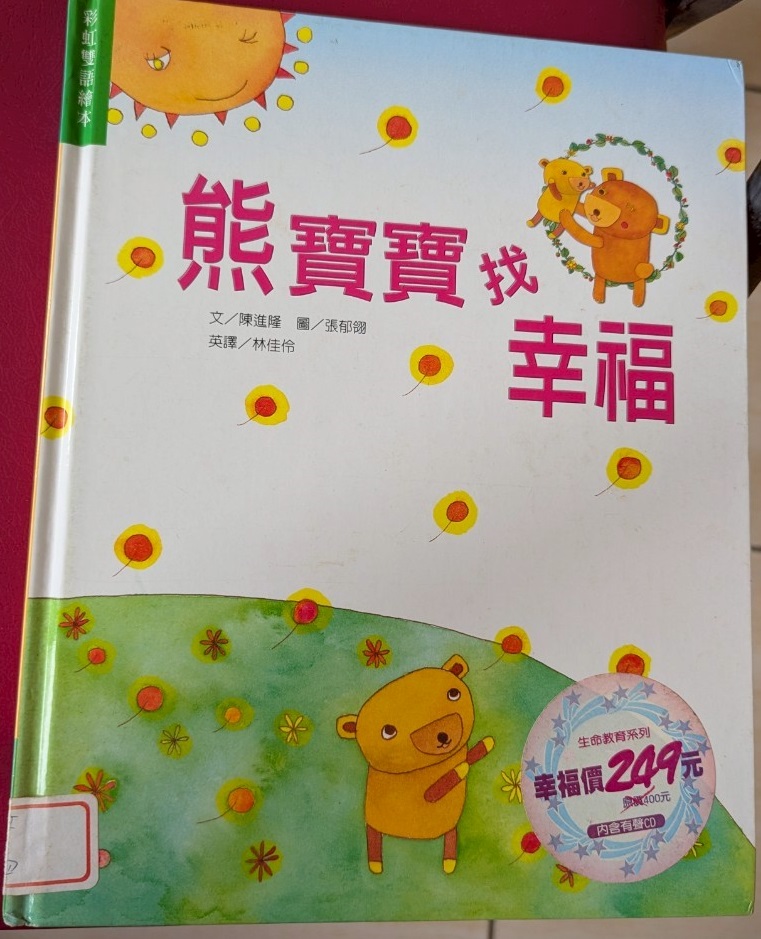 彩頁雙語繪本
熊寶寶找
幸福
文／陳進隆 圖／張郁翎
英譯／林佳伶
生命教育系列
幸福價249元
原價400元
內含有聲CD